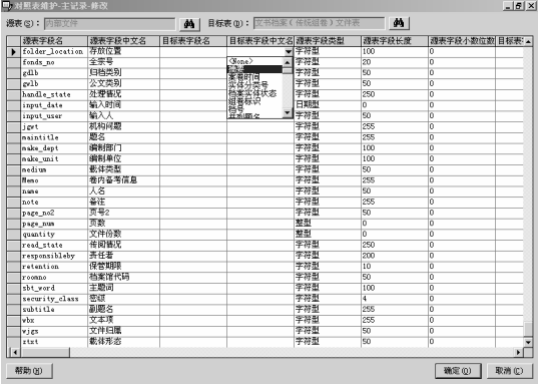 对照表维护-主记录-修改
源表(S): 内部文件 目标表(D): 文书档案(传统组卷)文件表
源表字段名 源表字段中文名 目标表字段名 目标表字段中文名 源表字段类型 源表字段长度 源表字段小数位数 目标表
folder_location 存放位置 字符型 100 0
fonds_no 全宗号 <None> 字符型 20 0
gdlb 归档类别 字符型 50 0
gwlb 公文类别 案卷时间 字符型 50 0
handle_state 处理情况 实体分类号 字符型 250 0
input_date 输入时间 档案实体状态 日期型 0 0
input_user 输入人 组卷标识 字符型 50 0
jgwt 机构问题 档号 字符型 255 0
maintitle 题名 并列题名 字符型 255 0
make_dept 编制部门 字符型 100 0
make_unit 编制单位 字符型 100 0
medium 载体类型 字符型 50 0
Memo 卷内备考信息 字符型 255 0
name 人名 字符型 50 0
note 备注 字符型 255 0
page_no2 页号2 字符型 50 0
page_num 页数 整型 0 0
quantity 文件份数 整型 0 0
read_state 传阅情况 字符型 250 0
responsibleby 责任者 字符型 200 0
retention 保管期限 字符型 10 0
roomno 档案馆代码 字符型 50 0
sbt_word 主题词 字符型 100 0
security_class 密级 字符型 4 0
subtitle 副题名 字符型 255 0
wbx 文本项 字符型 255 0
wjgs 文件归属 字符型 50 0
ztxt 载体形态 字符型 50 0
帮助(H) 确定(O) 取消(C)